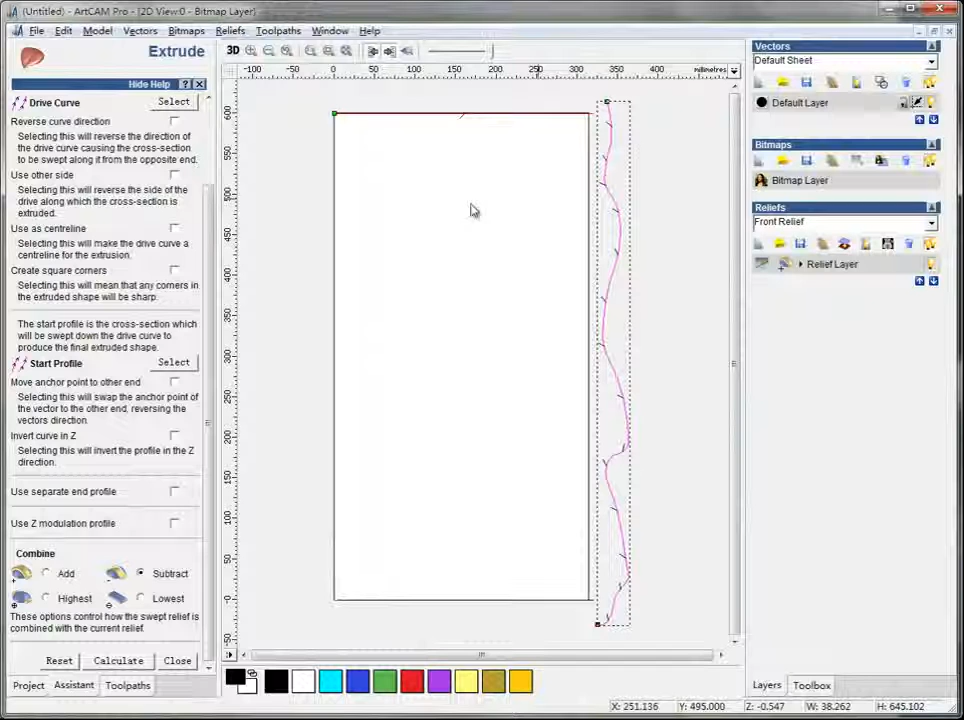 (Untitled) - ArtCAM Pro - [2D View:0 - Bitmap Layer]
File Edit Model Vectors Bitmaps Reliefs Toolpaths Window Help
Extrude
Hide Help ?
Drive Curve Select
Reverse curve direction
Selecting this will reverse the direction of
the drive curve causing the cross-section
to be swept along it from the opposite end.
Use other side
Selecting this will reverse the side of the
drive along which the cross-section is
extruded.
Use as centreline
Selecting this will make the drive curve a
centreline for the extrusion.
Create square corners
Selecting this will mean that any corners in
the extruded shape will be sharp.
The start profile is the cross-section which
will be swept down the drive curve to
produce the final extruded shape.
Start Profile Select
Move anchor point to other end
Selecting this will swap the anchor point of
the vector to the other end, reversing the
vectors direction.
Invert curve in Z
Selecting this will invert the profile in the Z
direction.
Use separate end profile
Use Z modulation profile
Combine
Add Subtract
Highest Lowest
These options control how the swept relief is
combined with the current relief.
Reset Calculate Close
Project Assistant Toolpaths
3D
-100 -50 0 50 100 150 200 250 300 350 400 millimetres
600
550
500
450
400
350
300
250
200
150
100
50
-0
-50
Vectors
Default Sheet
Default Layer
Bitmaps
Bitmap Layer
Reliefs
Front Relief
Relief Layer
Layers Toolbox
X: 251.136 Y: 495.000 Z: -0.547 W: 38.262 H: 645.102